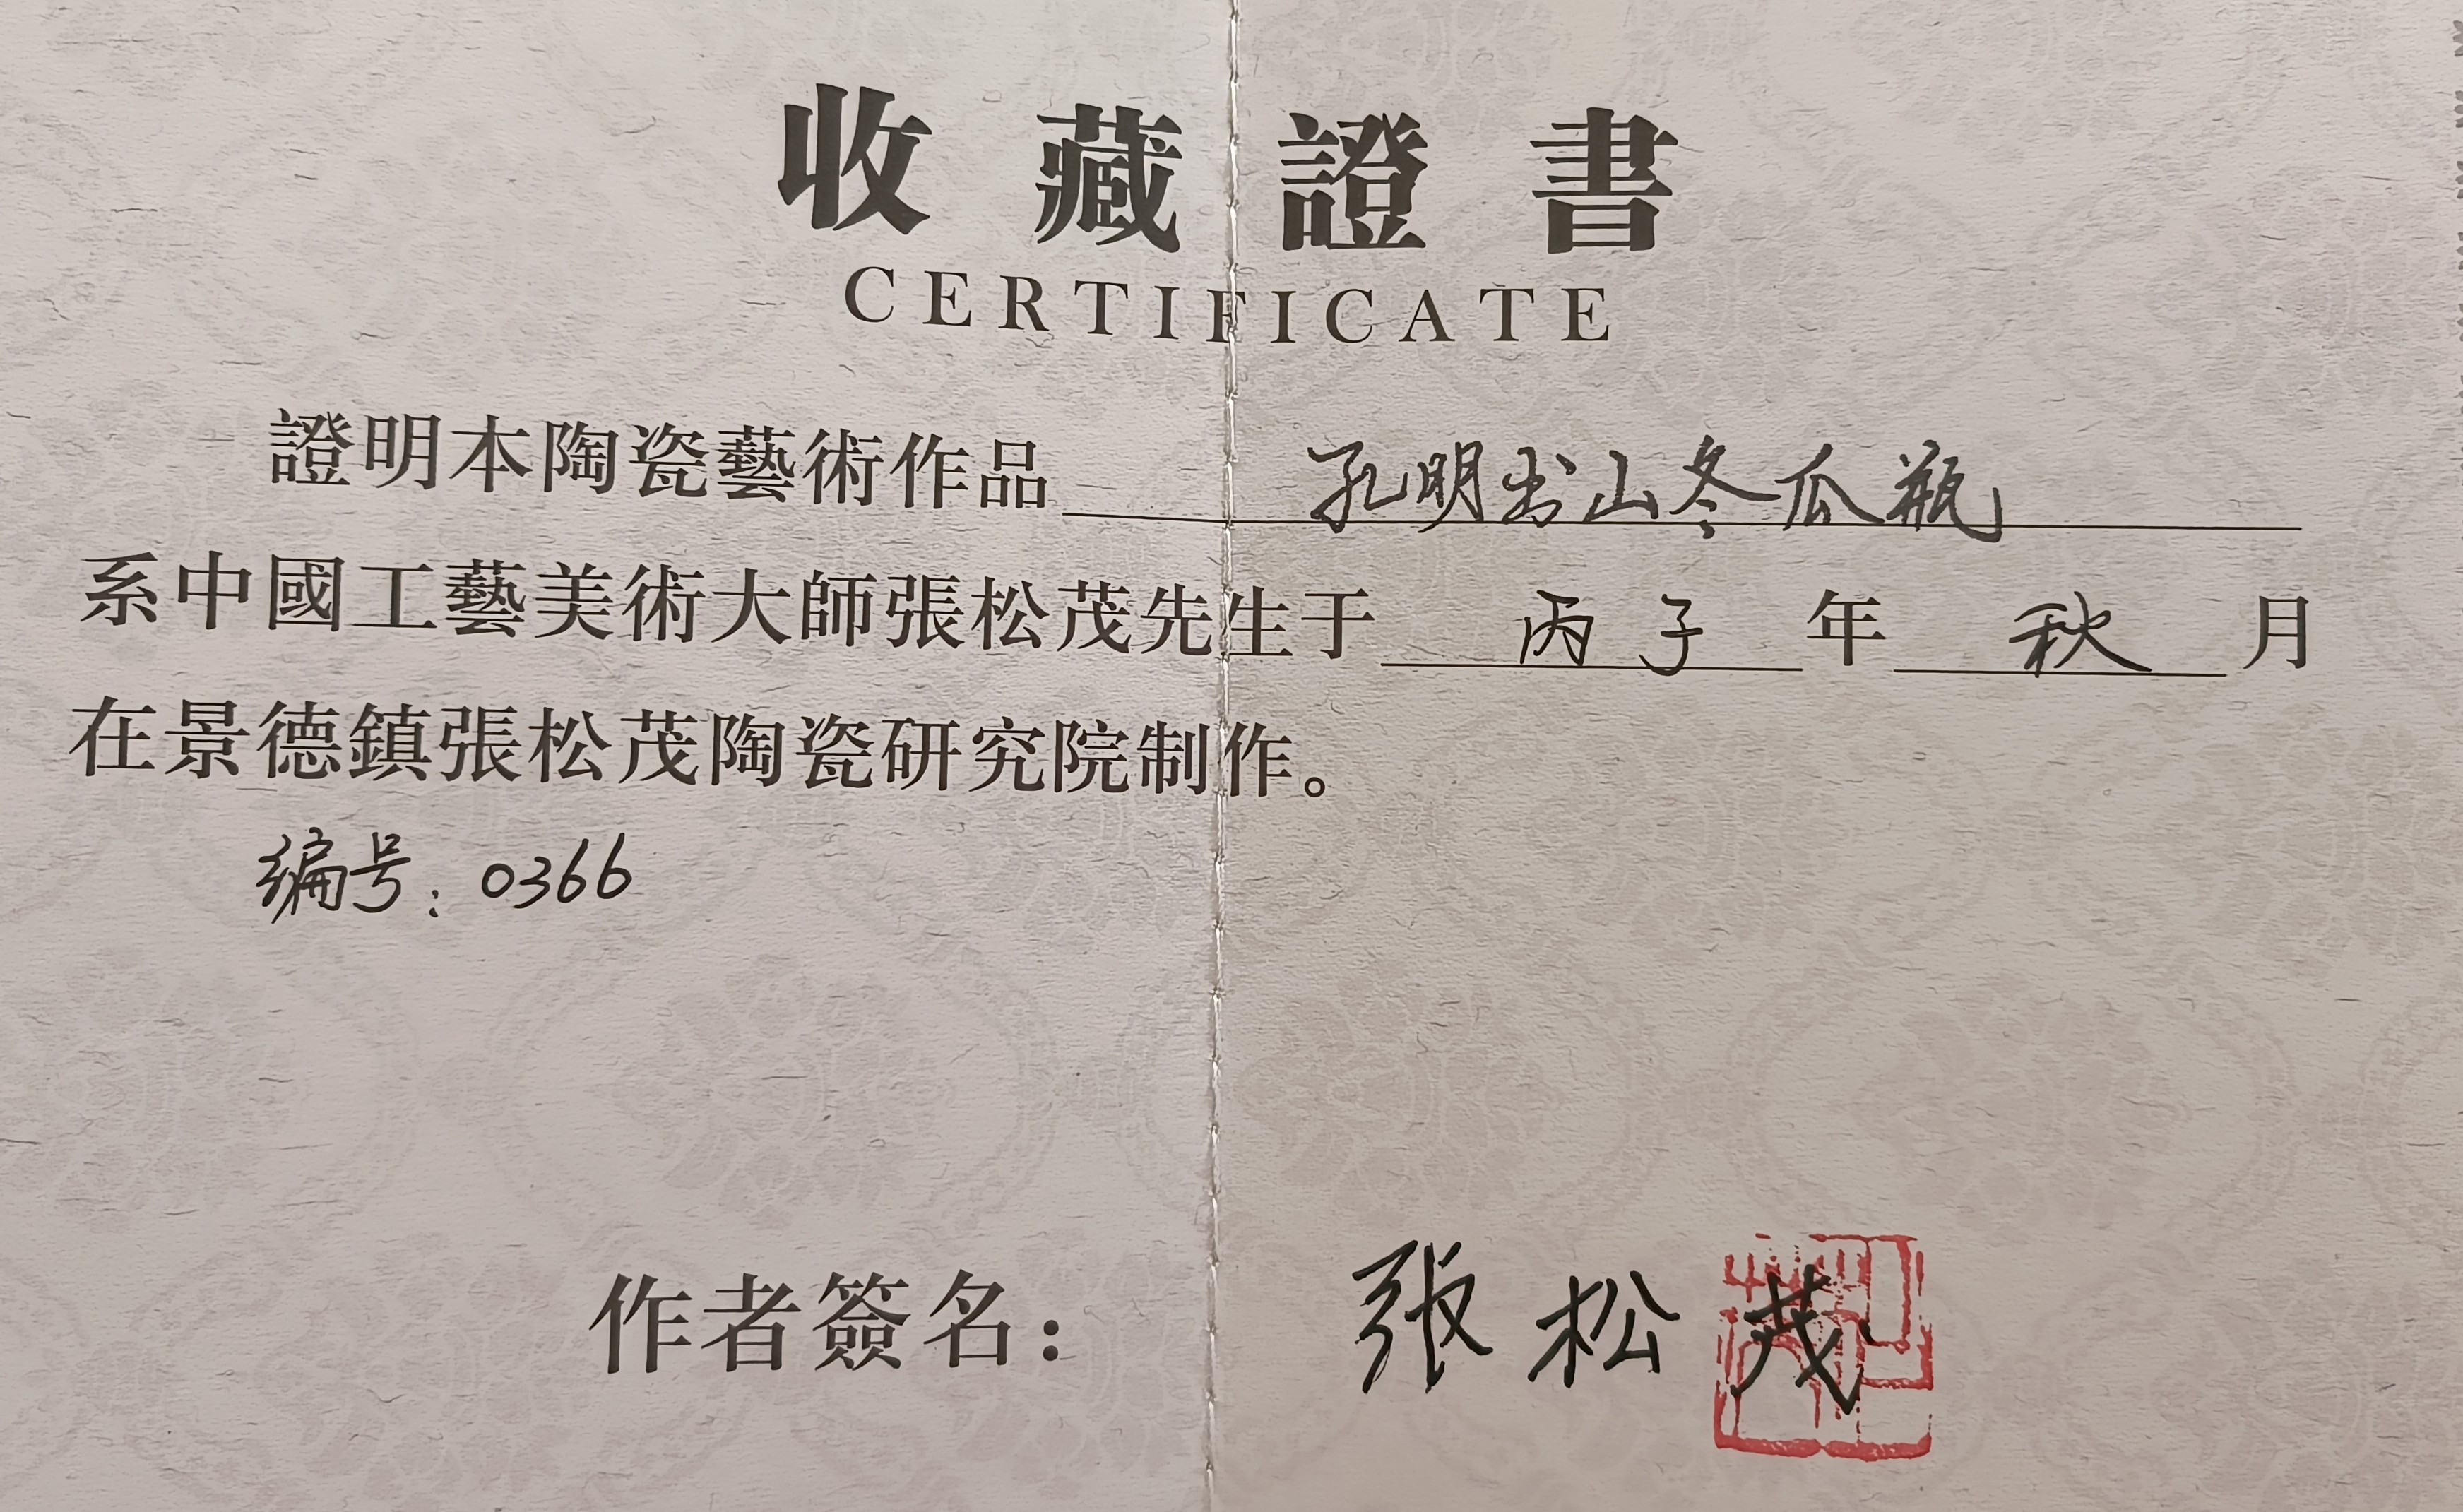 收藏證書
CERTIFICATE
證明本陶瓷藝術作品 孔明出山冬瓜瓶
系中國工藝美術大師張松茂先生于 丙子 年 秋 月
在景德鎮張松茂陶瓷研究院制作。
编号：0366
作者簽名： 张松茂